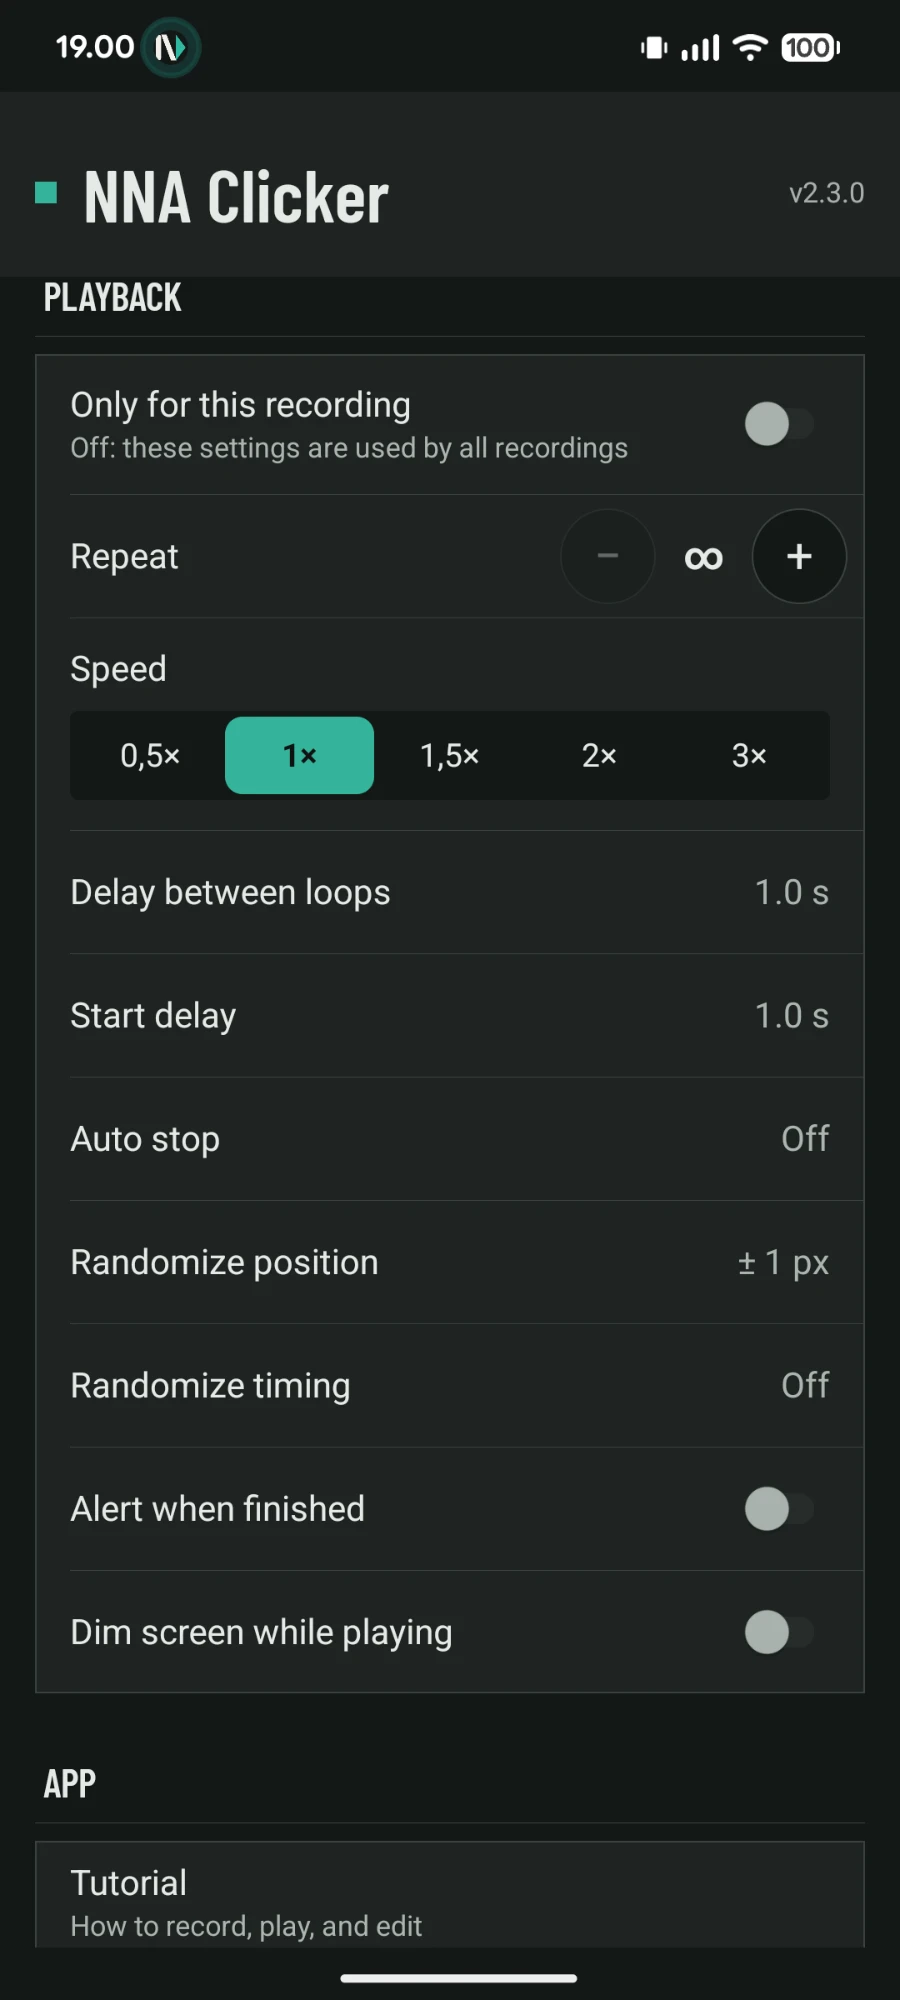 19.00
100
NNA Clicker
v2.3.0
PLAYBACK
Only for this recording
Off: these settings are used by all recordings
Repeat − ∞ +
Speed
0,5× 1× 1,5× 2× 3×
Delay between loops 1.0 s
Start delay 1.0 s
Auto stop Off
Randomize position ± 1 px
Randomize timing Off
Alert when finished
Dim screen while playing
APP
Tutorial
How to record, play, and edit